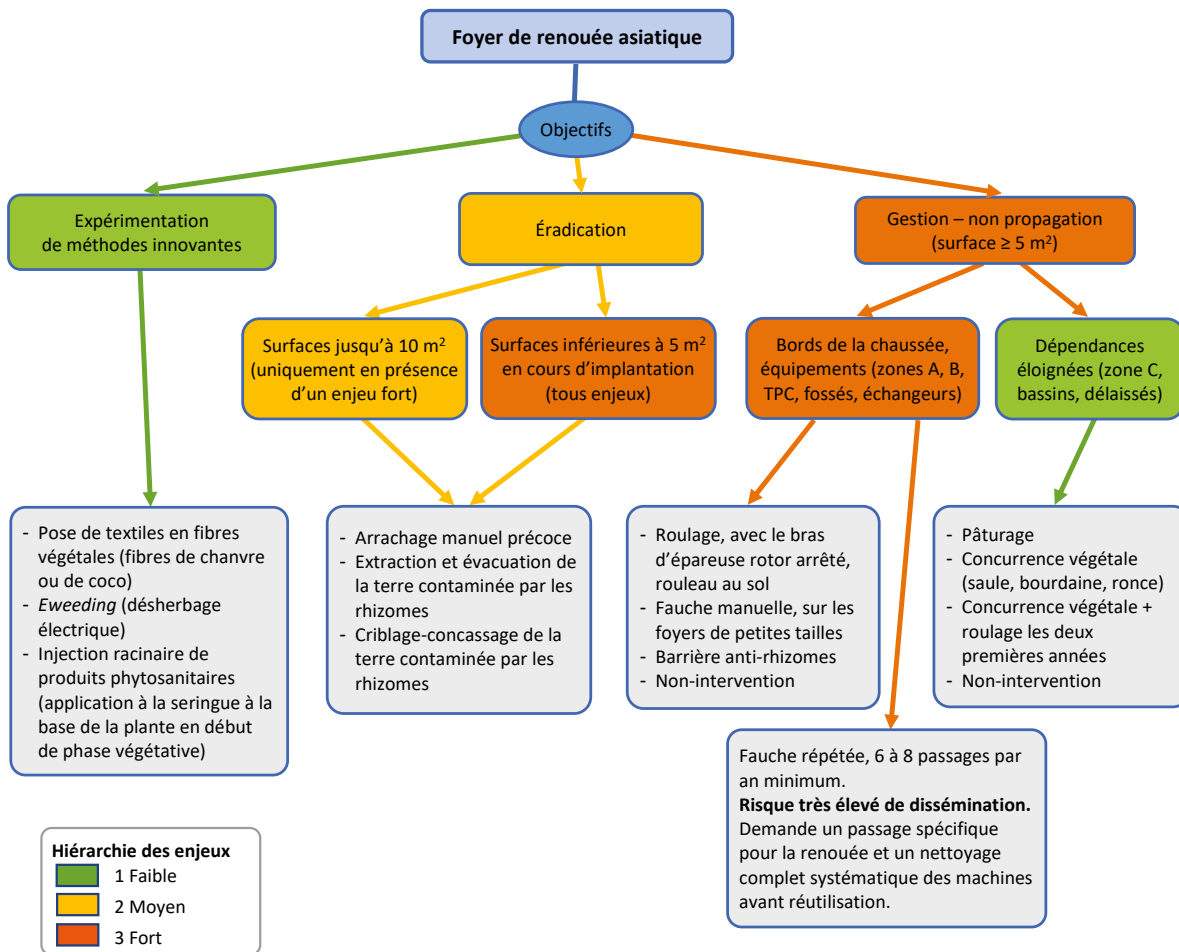 Foyer de renouée asiatique
Objectifs
Expérimentation
de méthodes innovantes
Éradication
Gestion – non propagation
(surface ≥ 5 m²)
Surfaces jusqu'à 10 m²
(uniquement en présence
d'un enjeu fort)
Surfaces inférieures à 5 m²
en cours d'implantation
(tous enjeux)
Bords de la chaussée,
équipements (zones A, B,
TPC, fossés, échangeurs)
Dépendances
éloignées (zone C,
bassins, délaissés)
- Pose de textiles en fibres
végétales (fibres de chanvre
ou de coco)
- Eweeding (désherbage
électrique)
- Injection racinaire de
produits phytosanitaires
(application à la seringue à la
base de la plante en début
de phase végétative)
- Arrachage manuel précoce
- Extraction et évacuation de
la terre contaminée par les
rhizomes
- Criblage-concassage de la
terre contaminée par les
rhizomes
- Roulage, avec le bras
d'épareuse rotor arrêté,
rouleau au sol
- Fauche manuelle, sur les
foyers de petites tailles
- Barrière anti-rhizomes
- Non-intervention
- Pâturage
- Concurrence végétale
(saule, bourdaine, ronce)
- Concurrence végétale +
roulage les deux
premières années
- Non-intervention
Fauche répétée, 6 à 8 passages par
an minimum.
Risque très élevé de dissémination.
Demande un passage spécifique
pour la renouée et un nettoyage
complet systématique des machines
avant réutilisation.
Hiérarchie des enjeux
1 Faible
2 Moyen
3 Fort